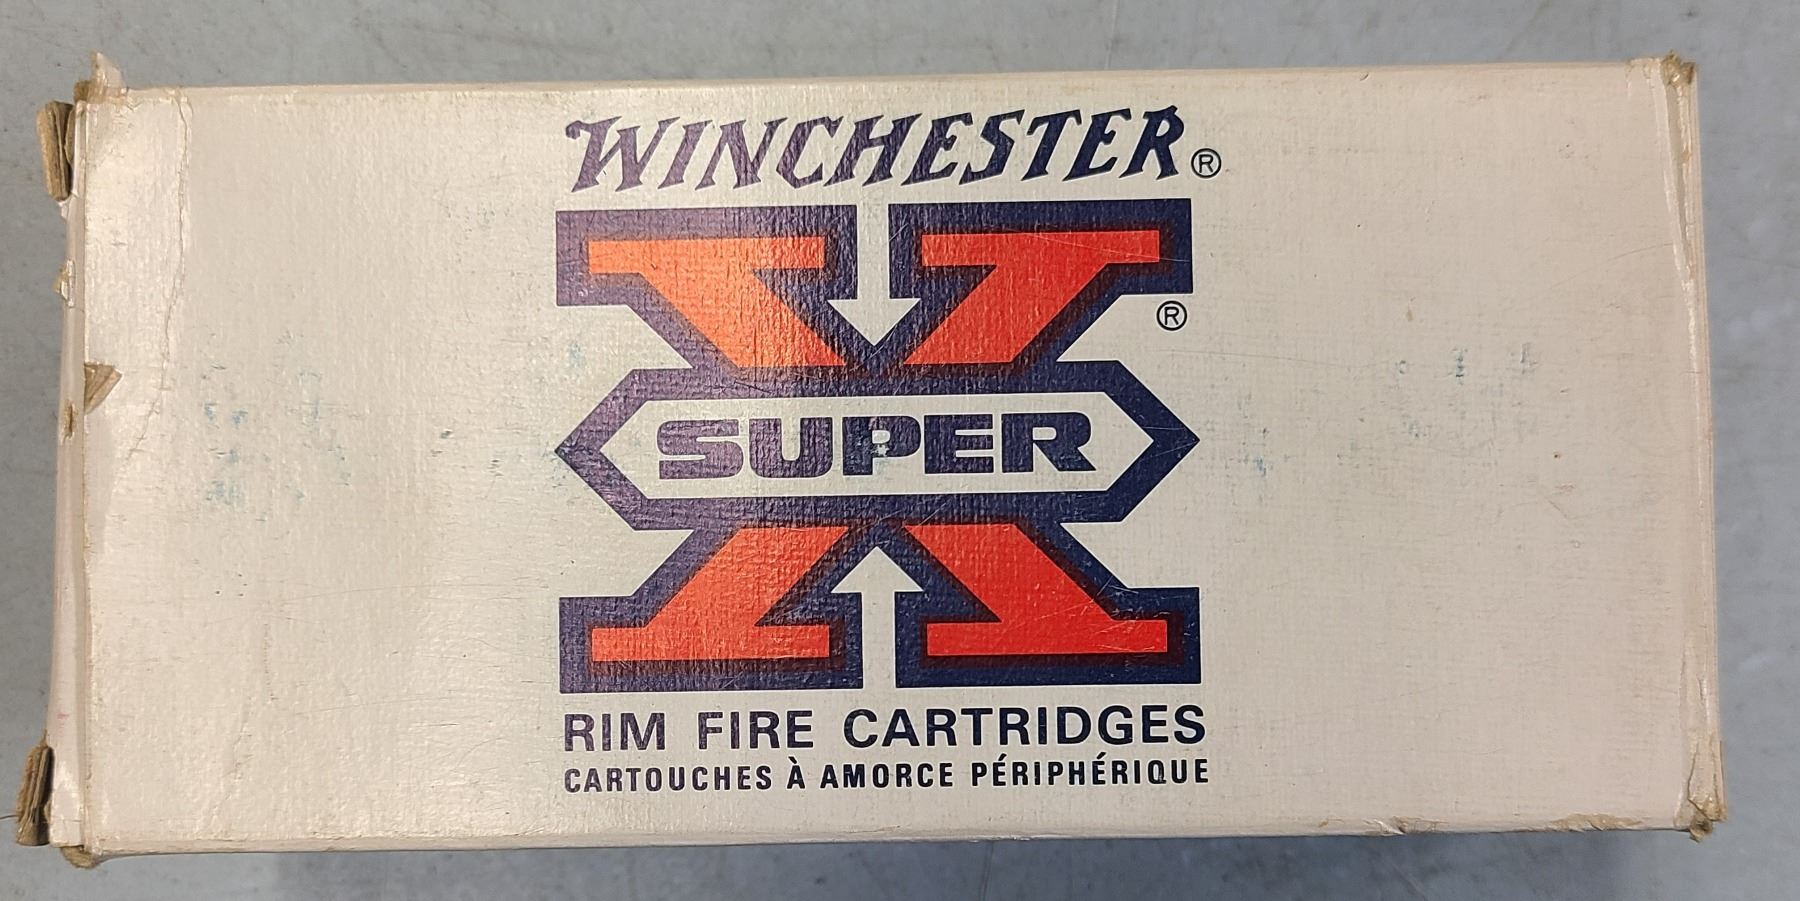 WINCHESTER®
X®
SUPER
RIM FIRE CARTRIDGES
CARTOUCHES À AMORCE PÉRIPHÉRIQUE